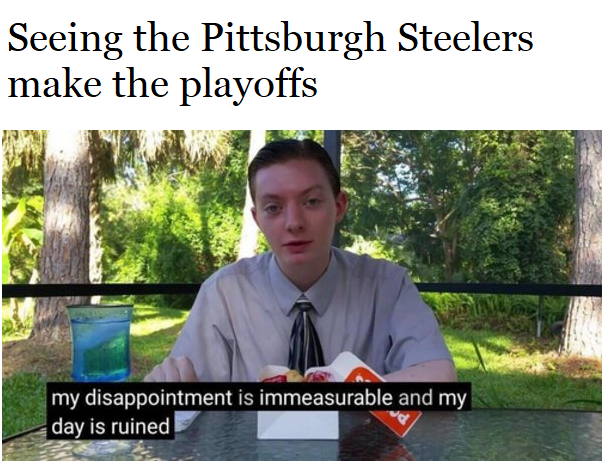 Seeing the Pittsburgh Steelers
make the playoffs
my disappointment is immeasurable and my
day is ruined